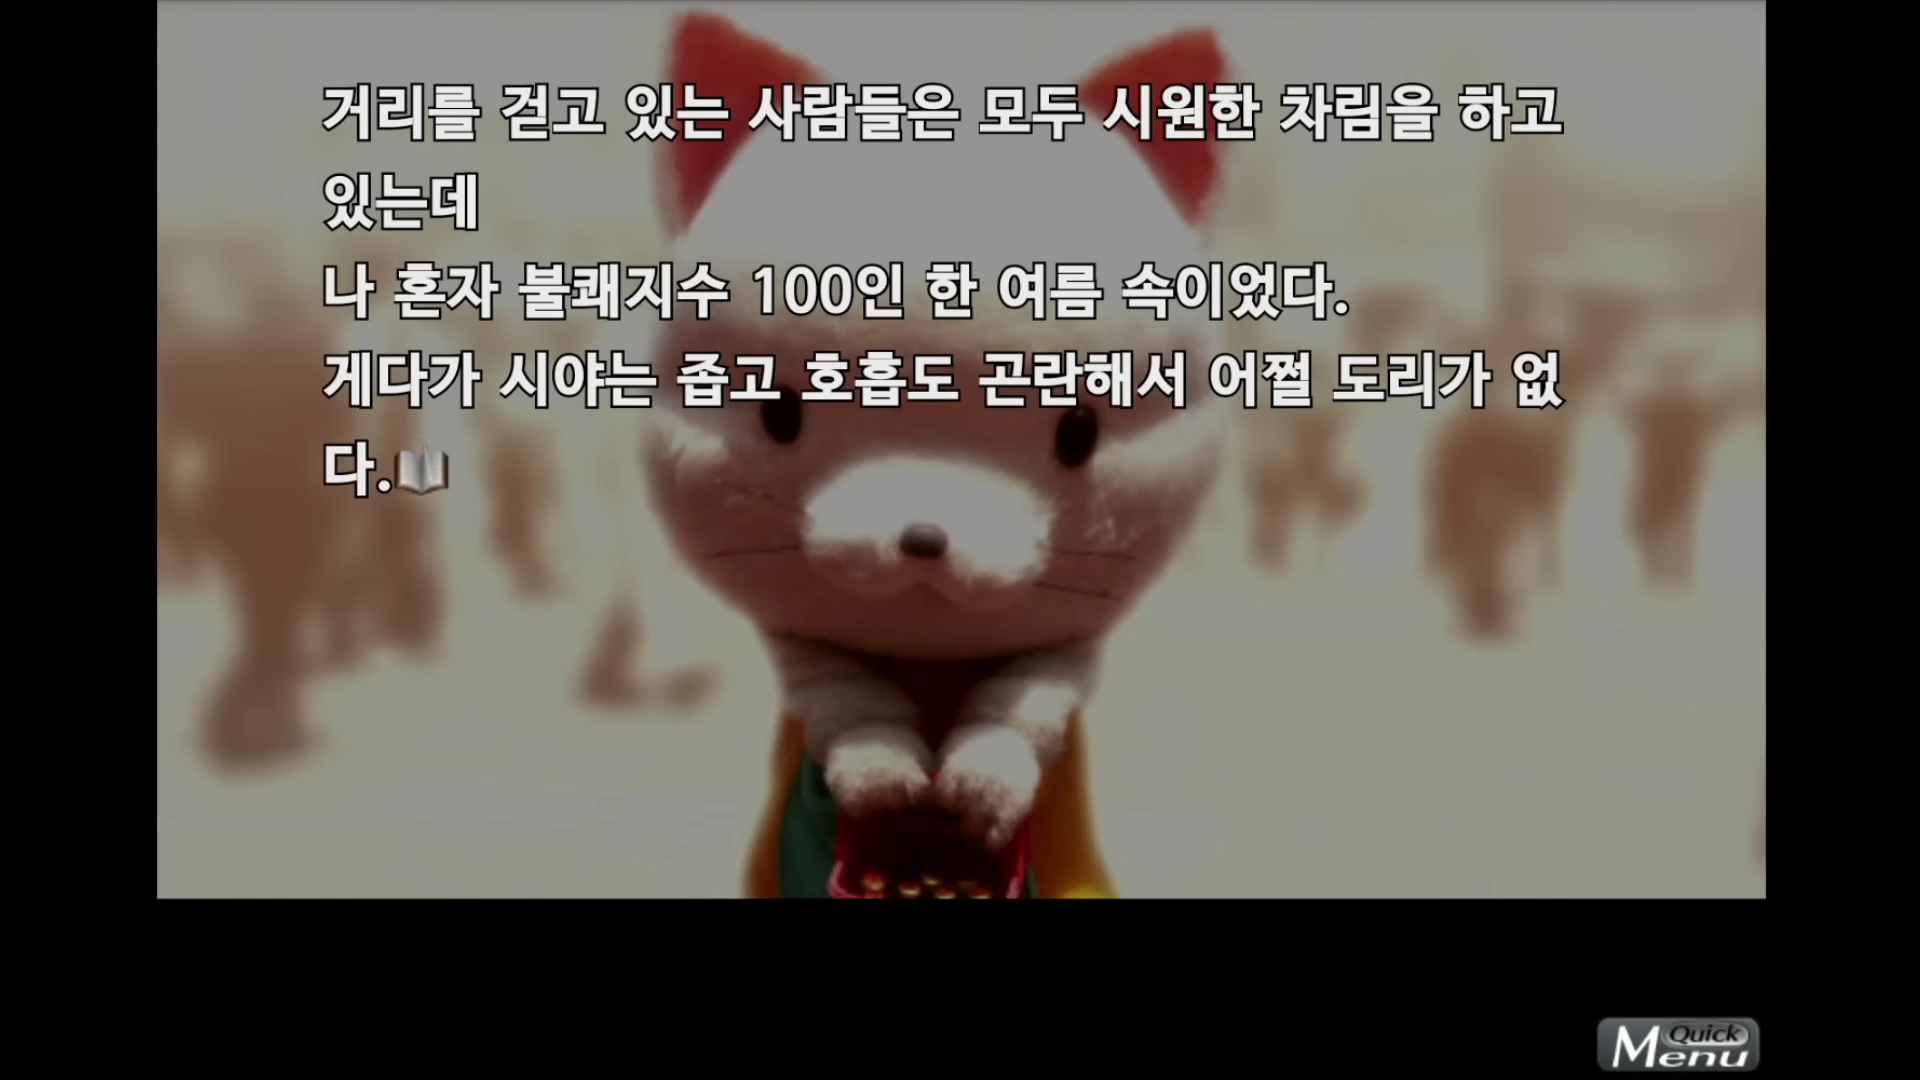 거리를 걷고 있는 사람들은 모두 시원한 차림을 하고
있는데
나 혼자 불쾌지수 100인 한 여름 속이었다.
게다가 시야는 좁고 호흡도 곤란해서 어쩔 도리가 없
다.
Quick
Menu